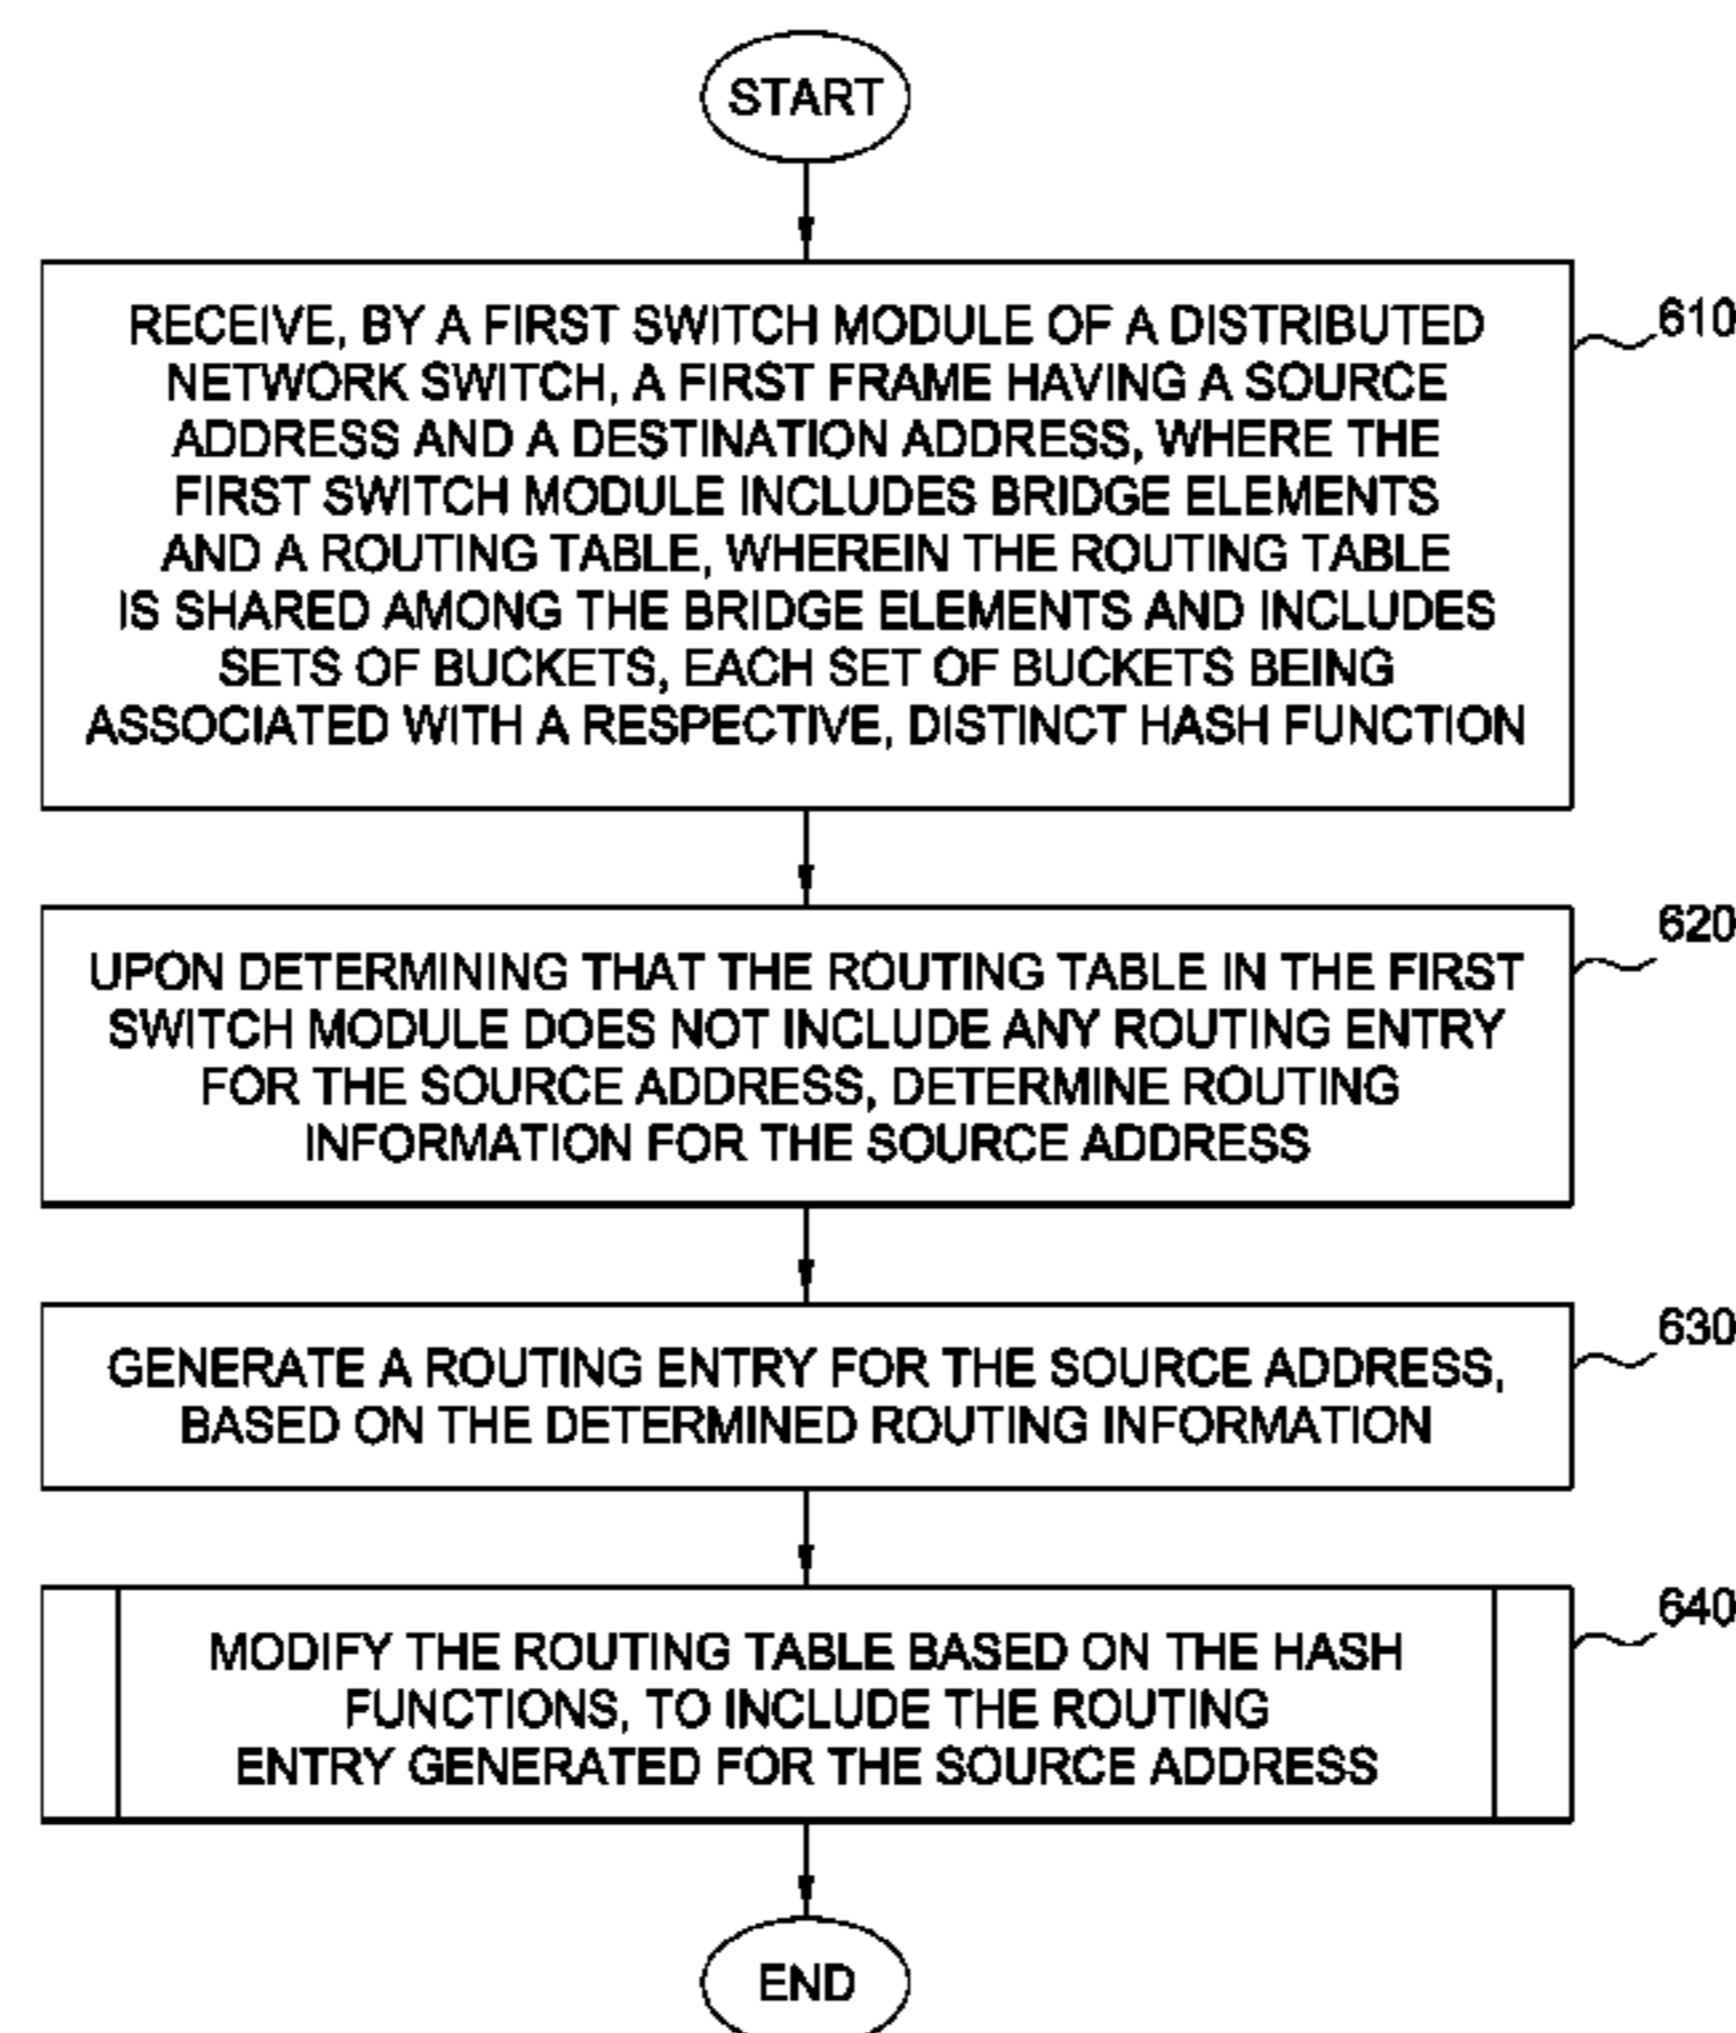 START
RECEIVE, BY A FIRST SWITCH MODULE OF A DISTRIBUTED
NETWORK SWITCH, A FIRST FRAME HAVING A SOURCE
ADDRESS AND A DESTINATION ADDRESS, WHERE THE
FIRST SWITCH MODULE INCLUDES BRIDGE ELEMENTS
AND A ROUTING TABLE, WHEREIN THE ROUTING TABLE
IS SHARED AMONG THE BRIDGE ELEMENTS AND INCLUDES
SETS OF BUCKETS, EACH SET OF BUCKETS BEING
ASSOCIATED WITH A RESPECTIVE, DISTINCT HASH FUNCTION
610
UPON DETERMINING THAT THE ROUTING TABLE IN THE FIRST
SWITCH MODULE DOES NOT INCLUDE ANY ROUTING ENTRY
FOR THE SOURCE ADDRESS, DETERMINE ROUTING
INFORMATION FOR THE SOURCE ADDRESS
620
GENERATE A ROUTING ENTRY FOR THE SOURCE ADDRESS,
BASED ON THE DETERMINED ROUTING INFORMATION
630
MODIFY THE ROUTING TABLE BASED ON THE HASH
FUNCTIONS, TO INCLUDE THE ROUTING
ENTRY GENERATED FOR THE SOURCE ADDRESS
640
END